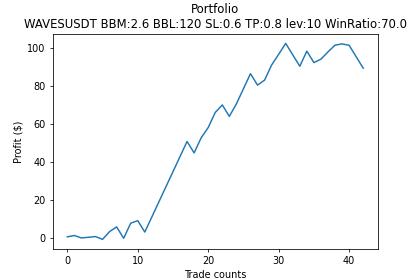 Portfolio
WAVESUSDT BBM:2.6 BBL:120 SL:0.6 TP:0.8 lev:10 WinRatio:70.0
100
80
60
40
20
0
Profit ($)
0 10 20 30 40
Trade counts